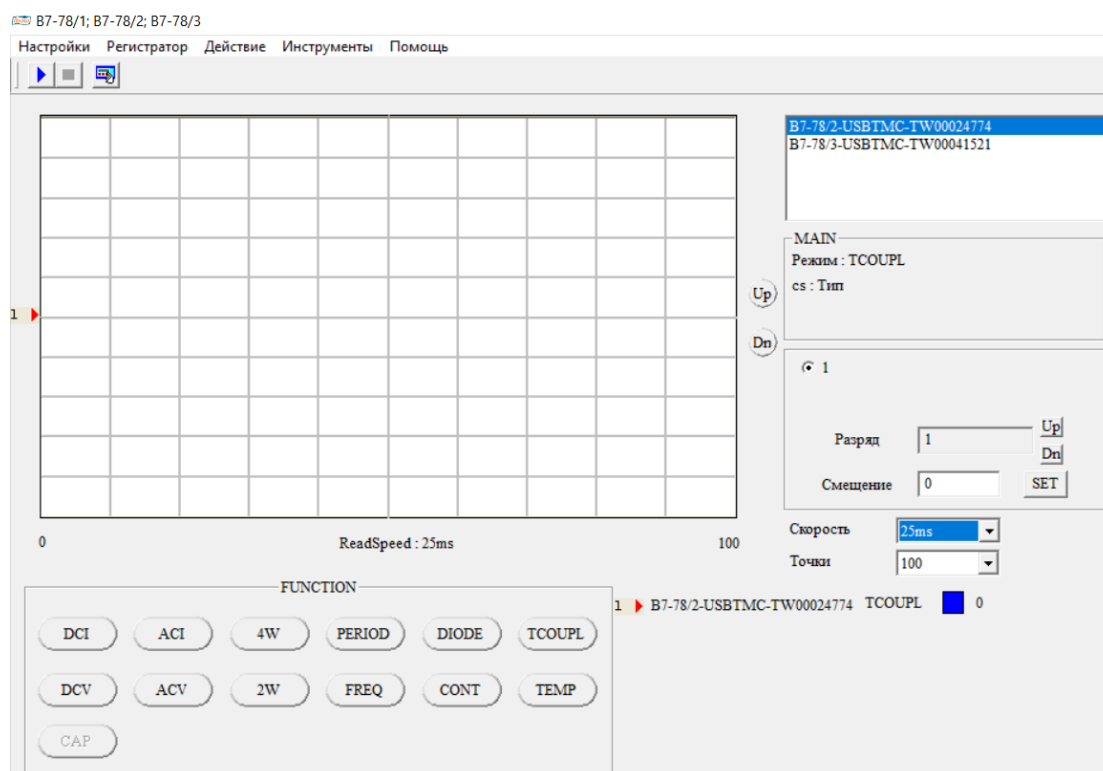 B7-78/1; B7-78/2; B7-78/3
Настройки Регистратор Действие Инструменты Помощь
B7-78/2-USBTMC-TW00024774
B7-78/3-USBTMC-TW00041521
MAIN
Режим : TCOUPL
cs : Тип
Up
1
Dn
1
Разряд 1 Up
Dn
Смещение 0 SET
Скорость 25ms
0 ReadSpeed : 25ms 100
Точки 100
FUNCTION
1 B7-78/2-USBTMC-TW00024774 TCOUPL 0
DCI ACI 4W PERIOD DIODE TCOUPL
DCV ACV 2W FREQ CONT TEMP
CAP